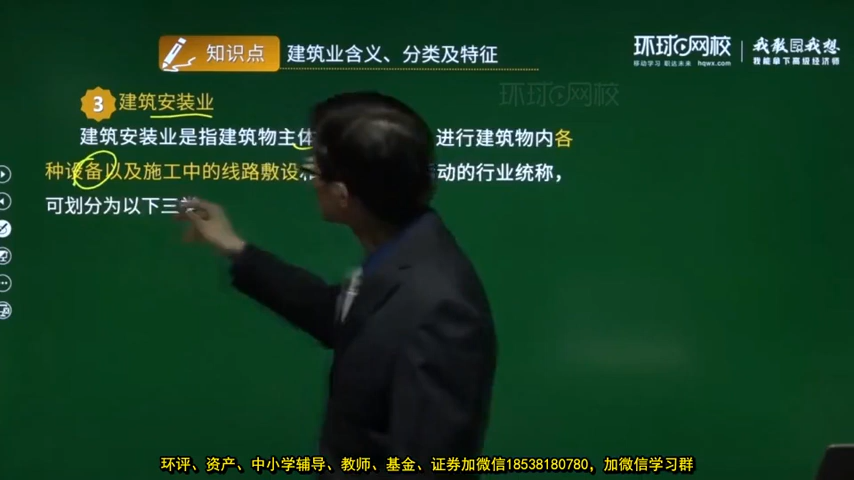 知识点 建筑业含义、分类及特征
环球网校 我教你我想
移动学习 职达未来 hqwx.com 我能拿下高级经济师
环球网校
3 建筑安装业
建筑安装业是指建筑物主体 进行建筑物内各
种设备以及施工中的线路敷设 动的行业统称，
可划分为以下三
环评、资产、中小学辅导、教师、基金、证券加微信18538180780，加微信学习群